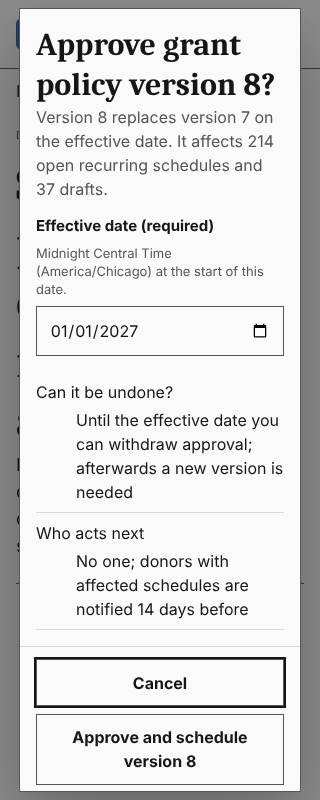 Approve grant
policy version 8?
Version 8 replaces version 7 on
the effective date. It affects 214
open recurring schedules and
37 drafts.
Effective date (required)
Midnight Central Time
(America/Chicago) at the start of this
date.
01/01/2027
Can it be undone?
Until the effective date you
can withdraw approval;
afterwards a new version is
needed
Who acts next
No one; donors with
affected schedules are
notified 14 days before
Cancel
Approve and schedule
version 8